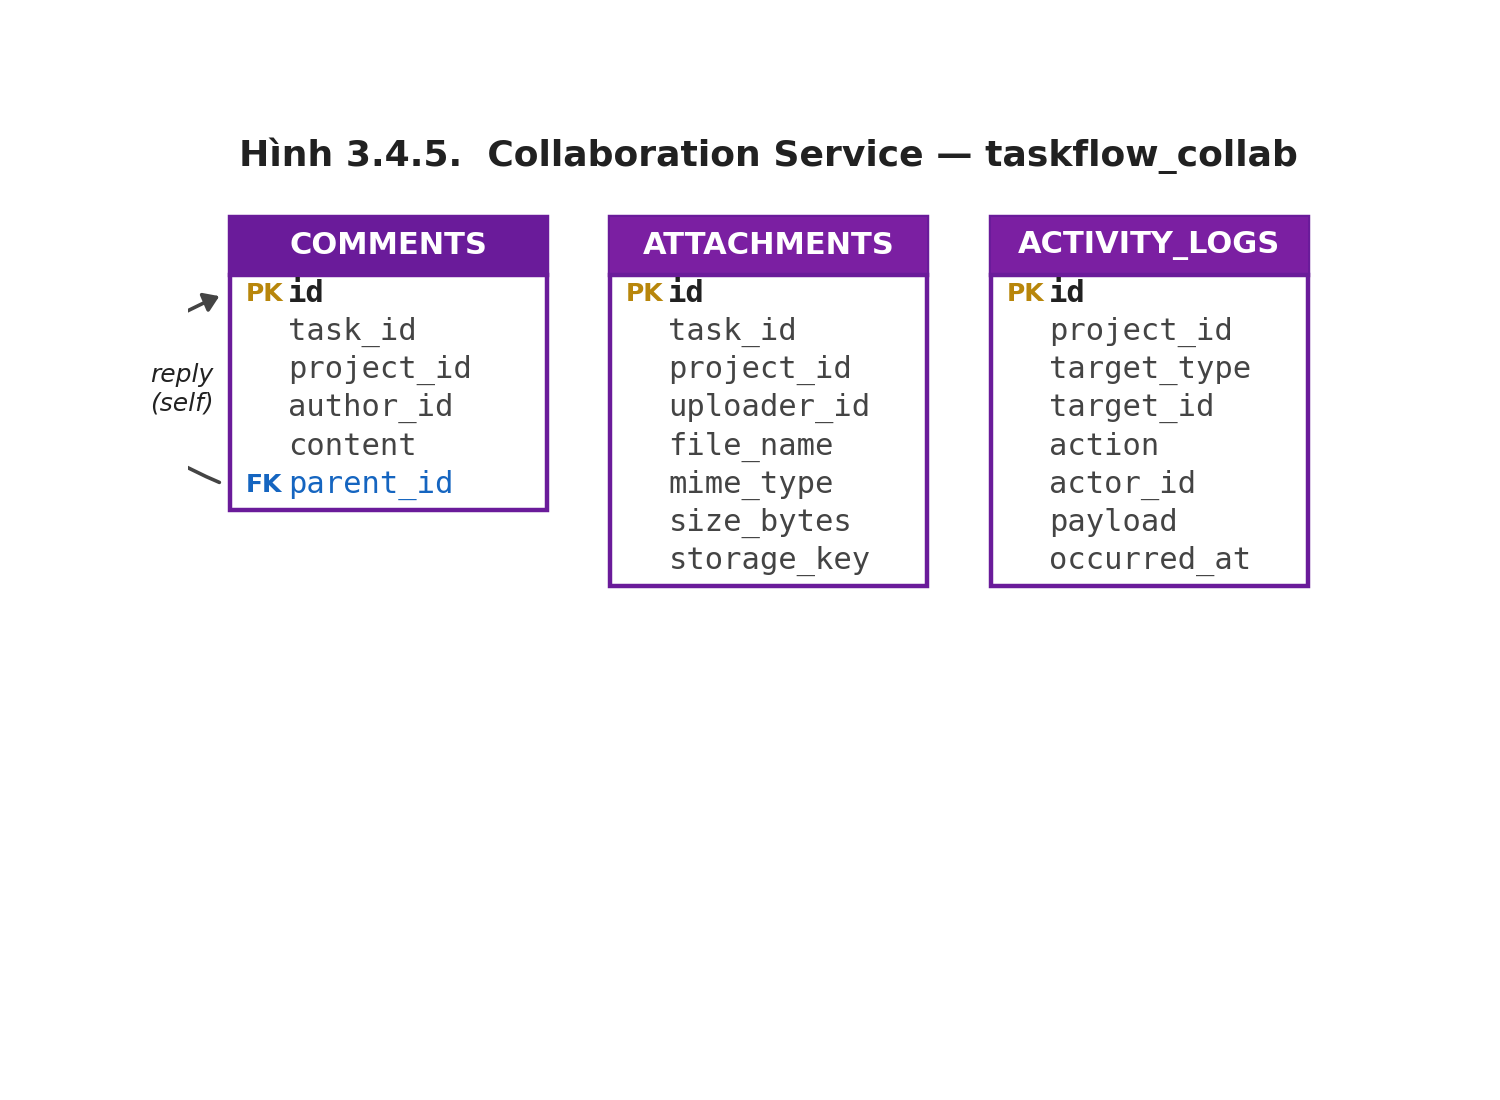 Hình 3.4.5.  Collaboration Service — taskflow_collab
COMMENTS
PK id
task_id
project_id
author_id
content
FK parent_id
reply
(self)
ATTACHMENTS
PK id
task_id
project_id
uploader_id
file_name
mime_type
size_bytes
storage_key
ACTIVITY_LOGS
PK id
project_id
target_type
target_id
action
actor_id
payload
occurred_at